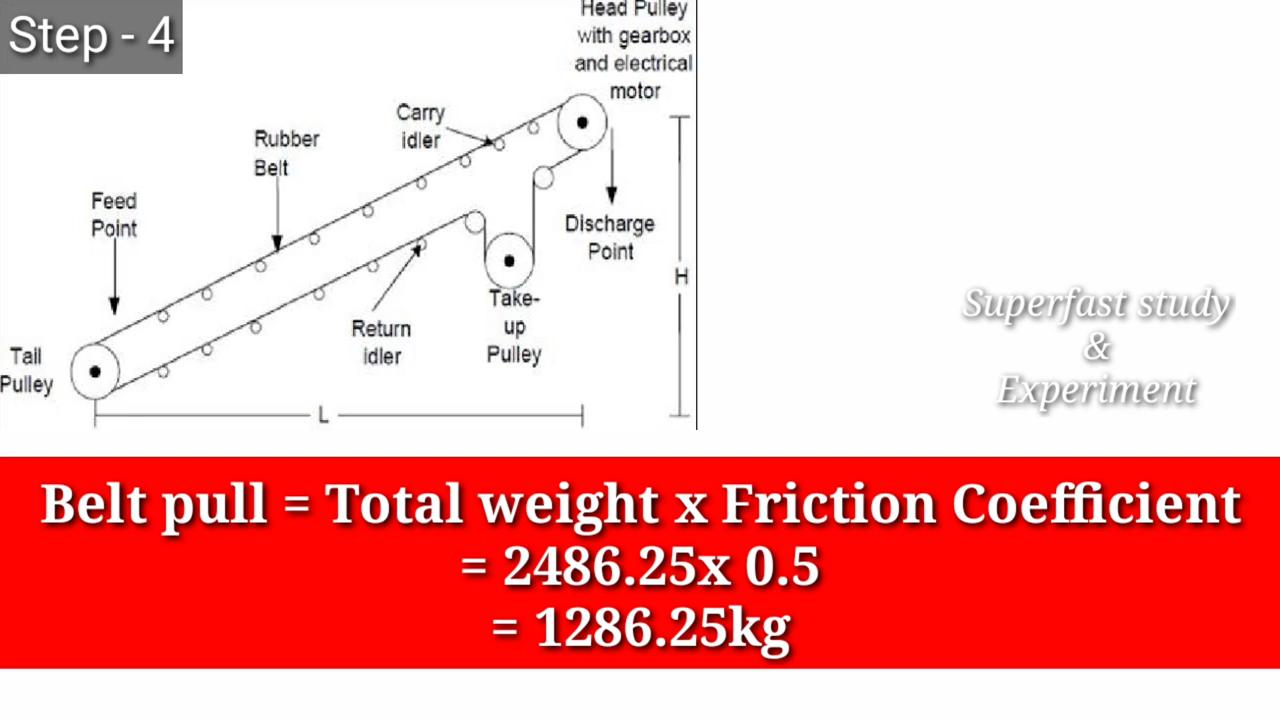 Step - 4
Head Pulley
with gearbox
and electrical
motor
Carry
idler
Rubber
Belt
Feed
Point
Discharge
Point
H
Superfast study
&
Experiment
Take-
up
Pulley
Return
idler
Tail
Pulley
L
Belt pull = Total weight x Friction Coefficient
= 2486.25x 0.5
= 1286.25kg